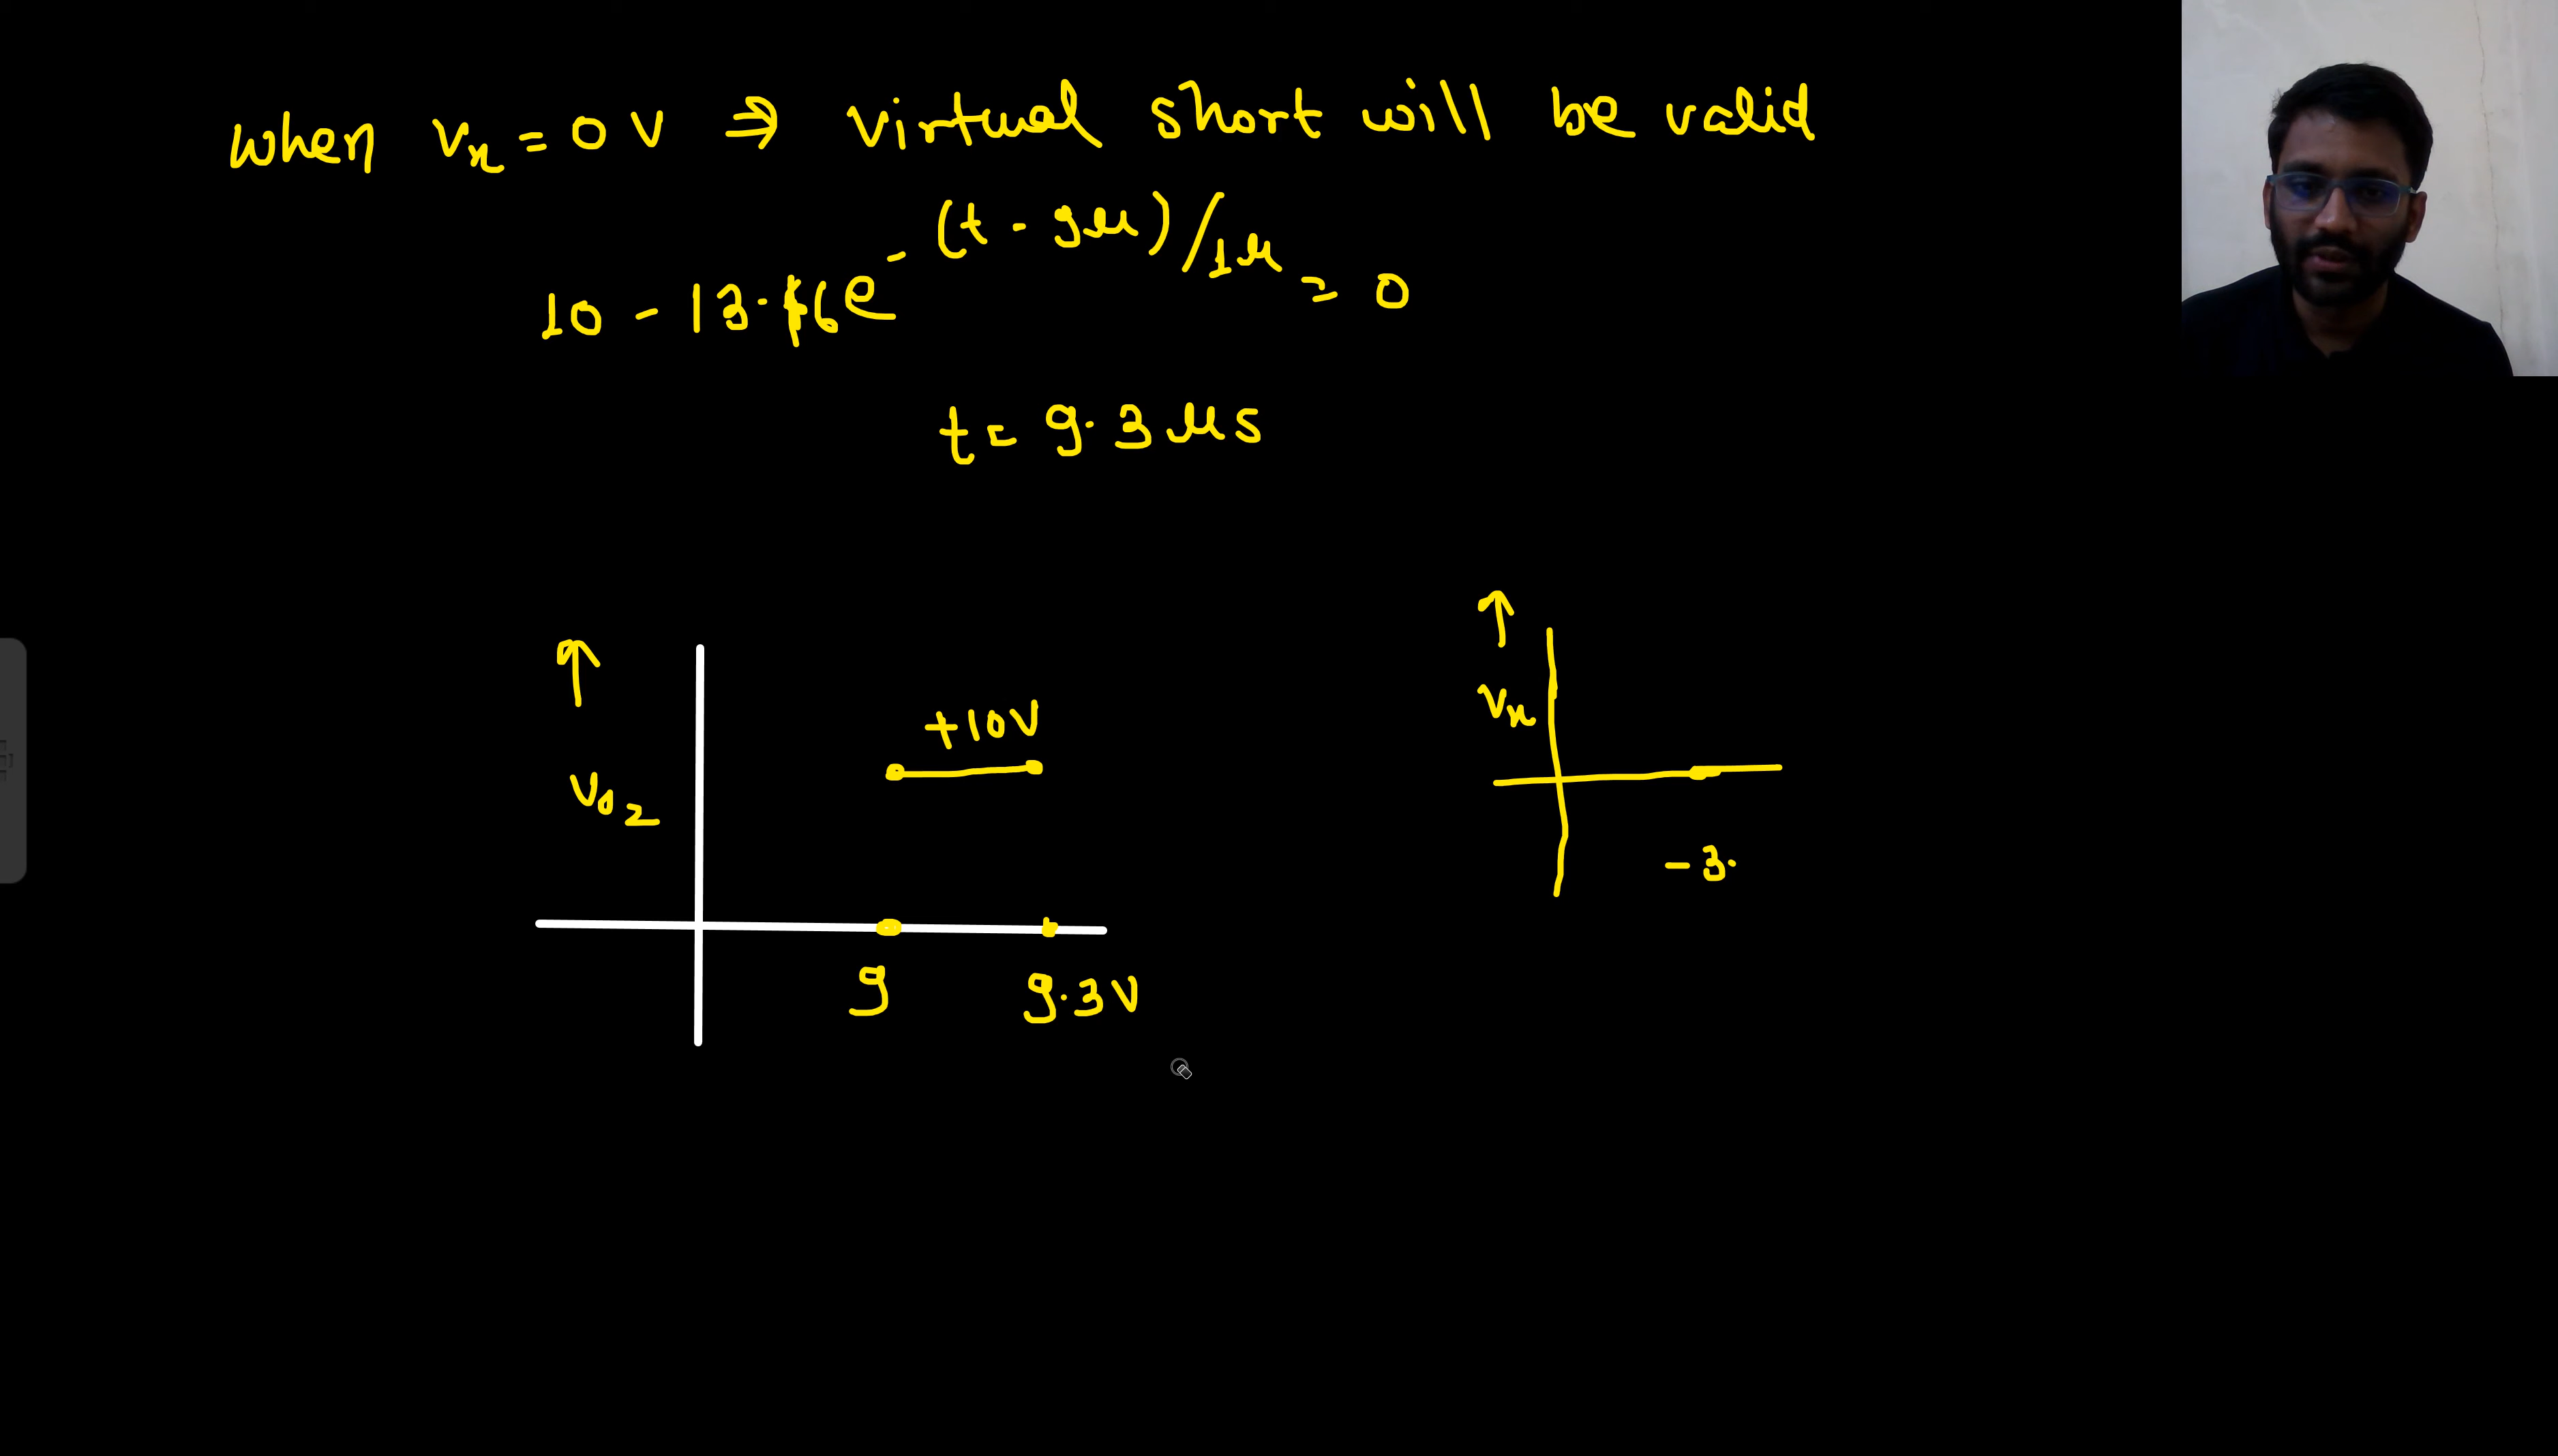 when Vx = 0 V ⇒ virtual short will be valid
10 - 13.16e^-(t - 9μ)/1μ = 0
t = 9.3 μs
↑
Vx
↑
+10V
Vo2
-3.
9
9.3V